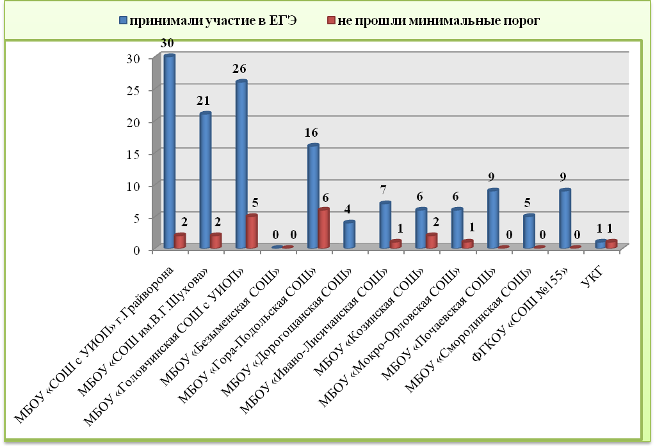 принимали участие в ЕГЭ
не прошли минимальные порог
30
25
20
15
10
5
0
30 2
21 2
26 5
0 0
16 6
4
7 1
6 2
6 1
9 0
5 0
9 0
1 1
МБОУ «СОШ с УИОП» г.Грайворона
МБОУ «СОШ им.В.Г.Шухова»
МБОУ «Головчинская СОШ с УИОП»
МБОУ «Безыменская СОШ»
МБОУ «Гора-Подольская СОШ»
МБОУ «Дорогощанская СОШ»
МБОУ «Ивано-Лисичанская СОШ»
МБОУ «Козинская СОШ»
МБОУ «Мокро-Орловская СОШ»
МБОУ «Почаевская СОШ»
МБОУ «Смородинская СОШ»
ФГКОУ «СОШ №155»
УКГ